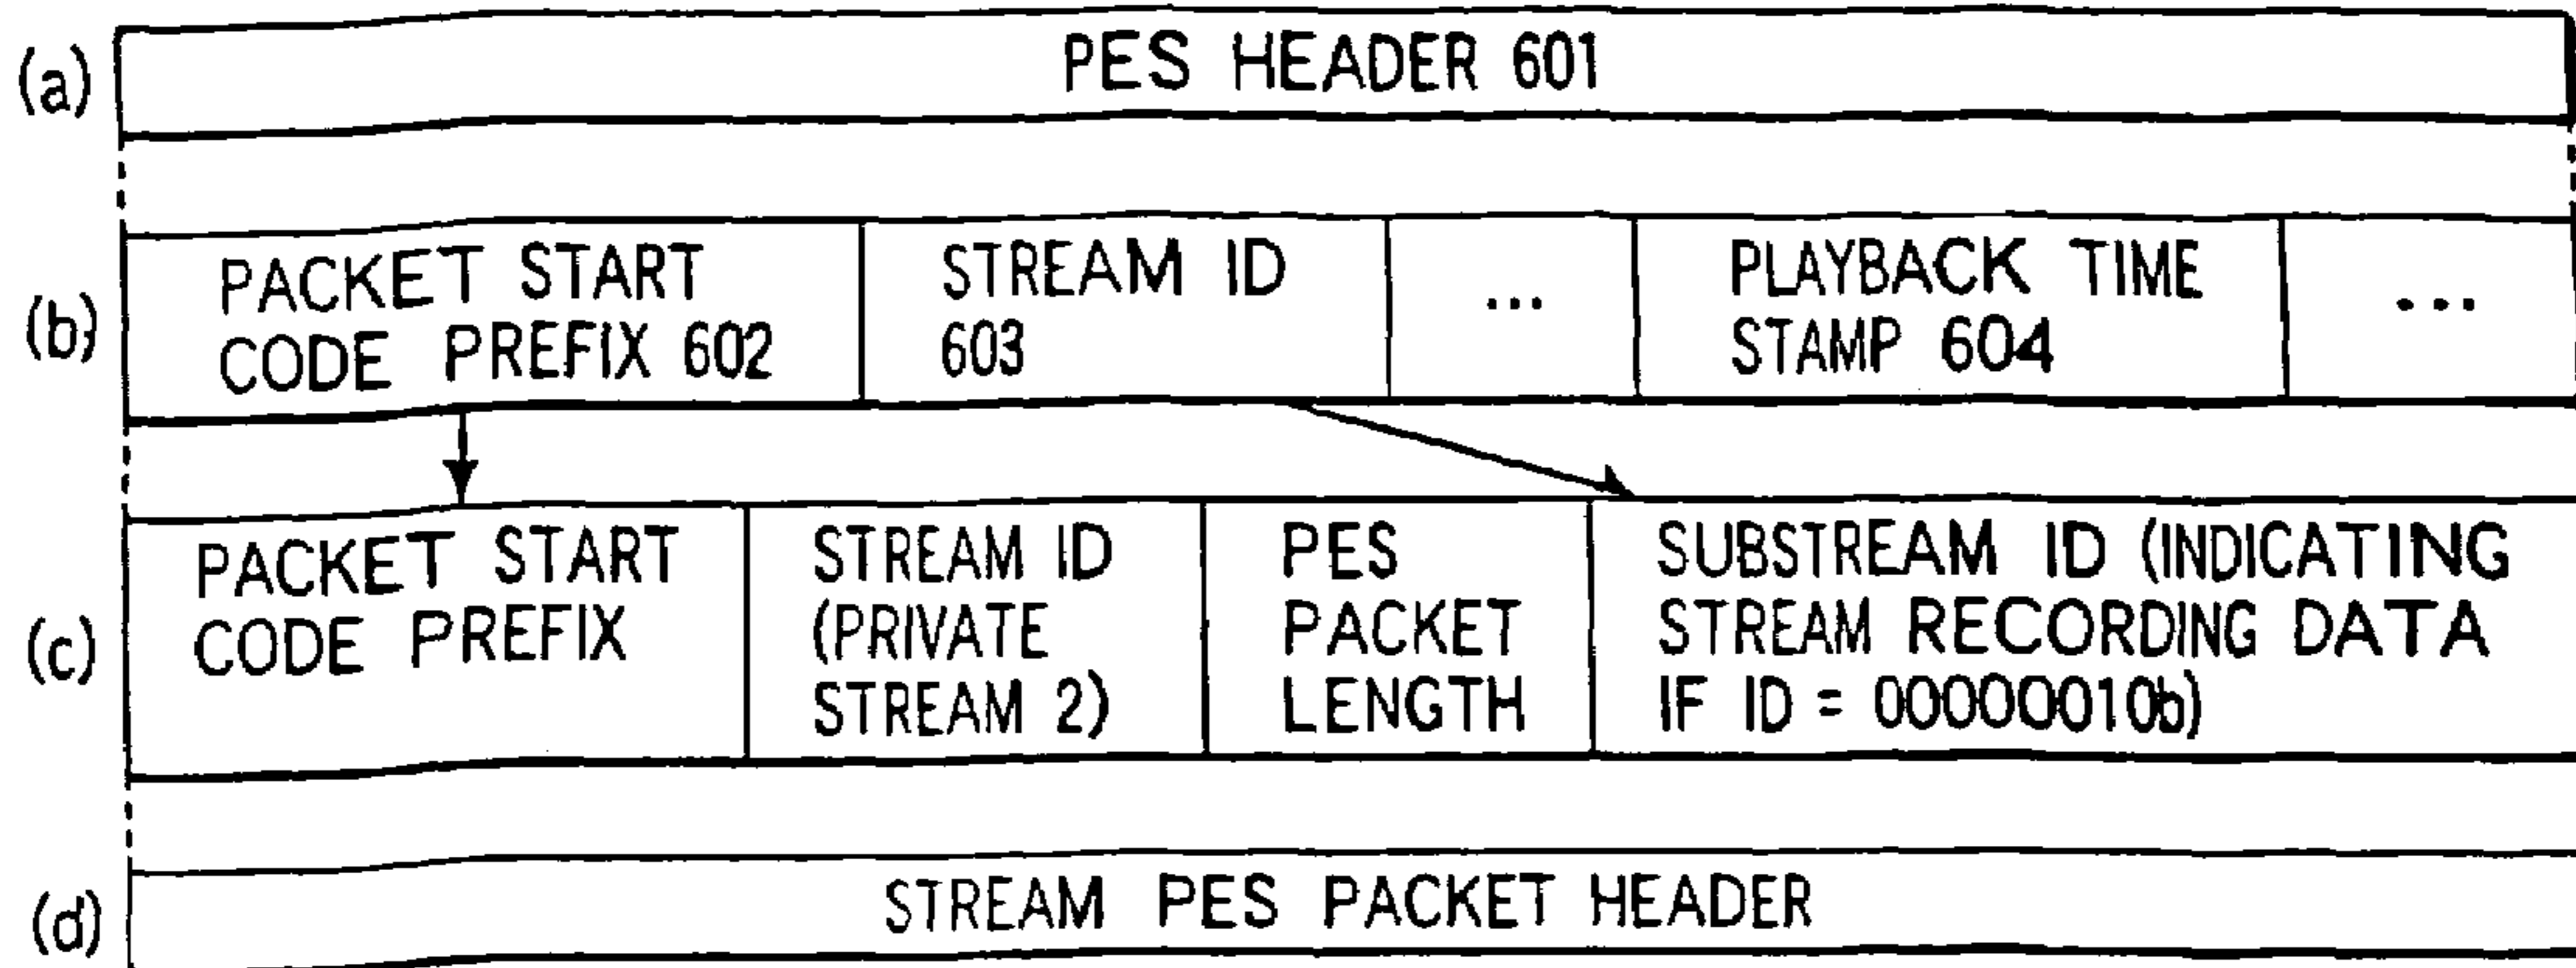 (a)
PES HEADER 601
(b)
PACKET START
CODE PREFIX 602
STREAM ID
603
...
PLAYBACK TIME
STAMP 604
...
(c)
PACKET START
CODE PREFIX
STREAM ID
(PRIVATE
STREAM 2)
PES
PACKET
LENGTH
SUBSTREAM ID (INDICATING
STREAM RECORDING DATA
IF ID = 00000010b)
(d)
STREAM PES PACKET HEADER